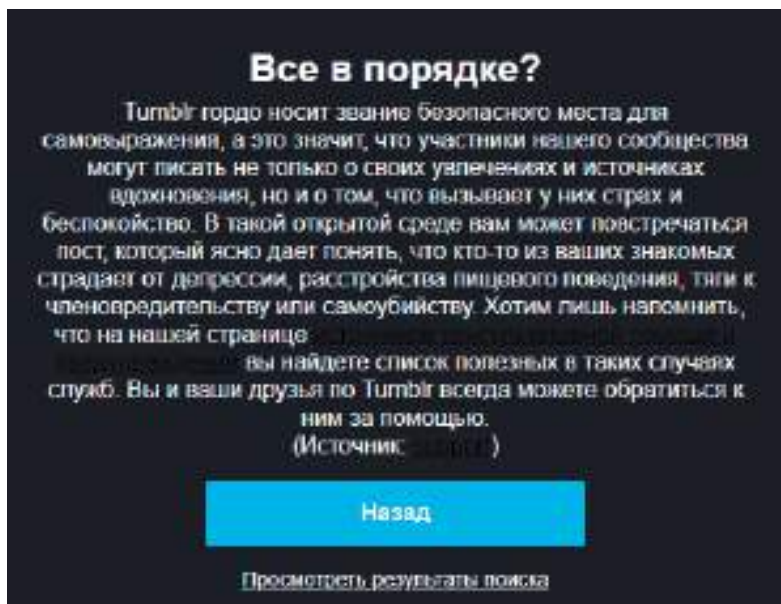 Все в порядке?
Tumblr гордо носит звание безопасного места для
самовыражения, а это значит, что участники нашего сообщества
могут писать не только о своих увлечениях и источниках
вдохновения, но и о том, что вызывает у них страх и
беспокойство. В такой открытой среде вам может повстречаться
пост, который ясно дает понять, что кто-то из ваших знакомых
страдает от депрессии, расстройства пищевого поведения, тяги к
членовредительству или самоубийству. Хотим лишь напомнить,
что на нашей странице
вы найдете список полезных в таких случаях
служб. Вы и ваши друзья по Tumblr всегда можете обратиться к
ним за помощью.
(Источник: )
Назад
Просмотреть результаты поиска